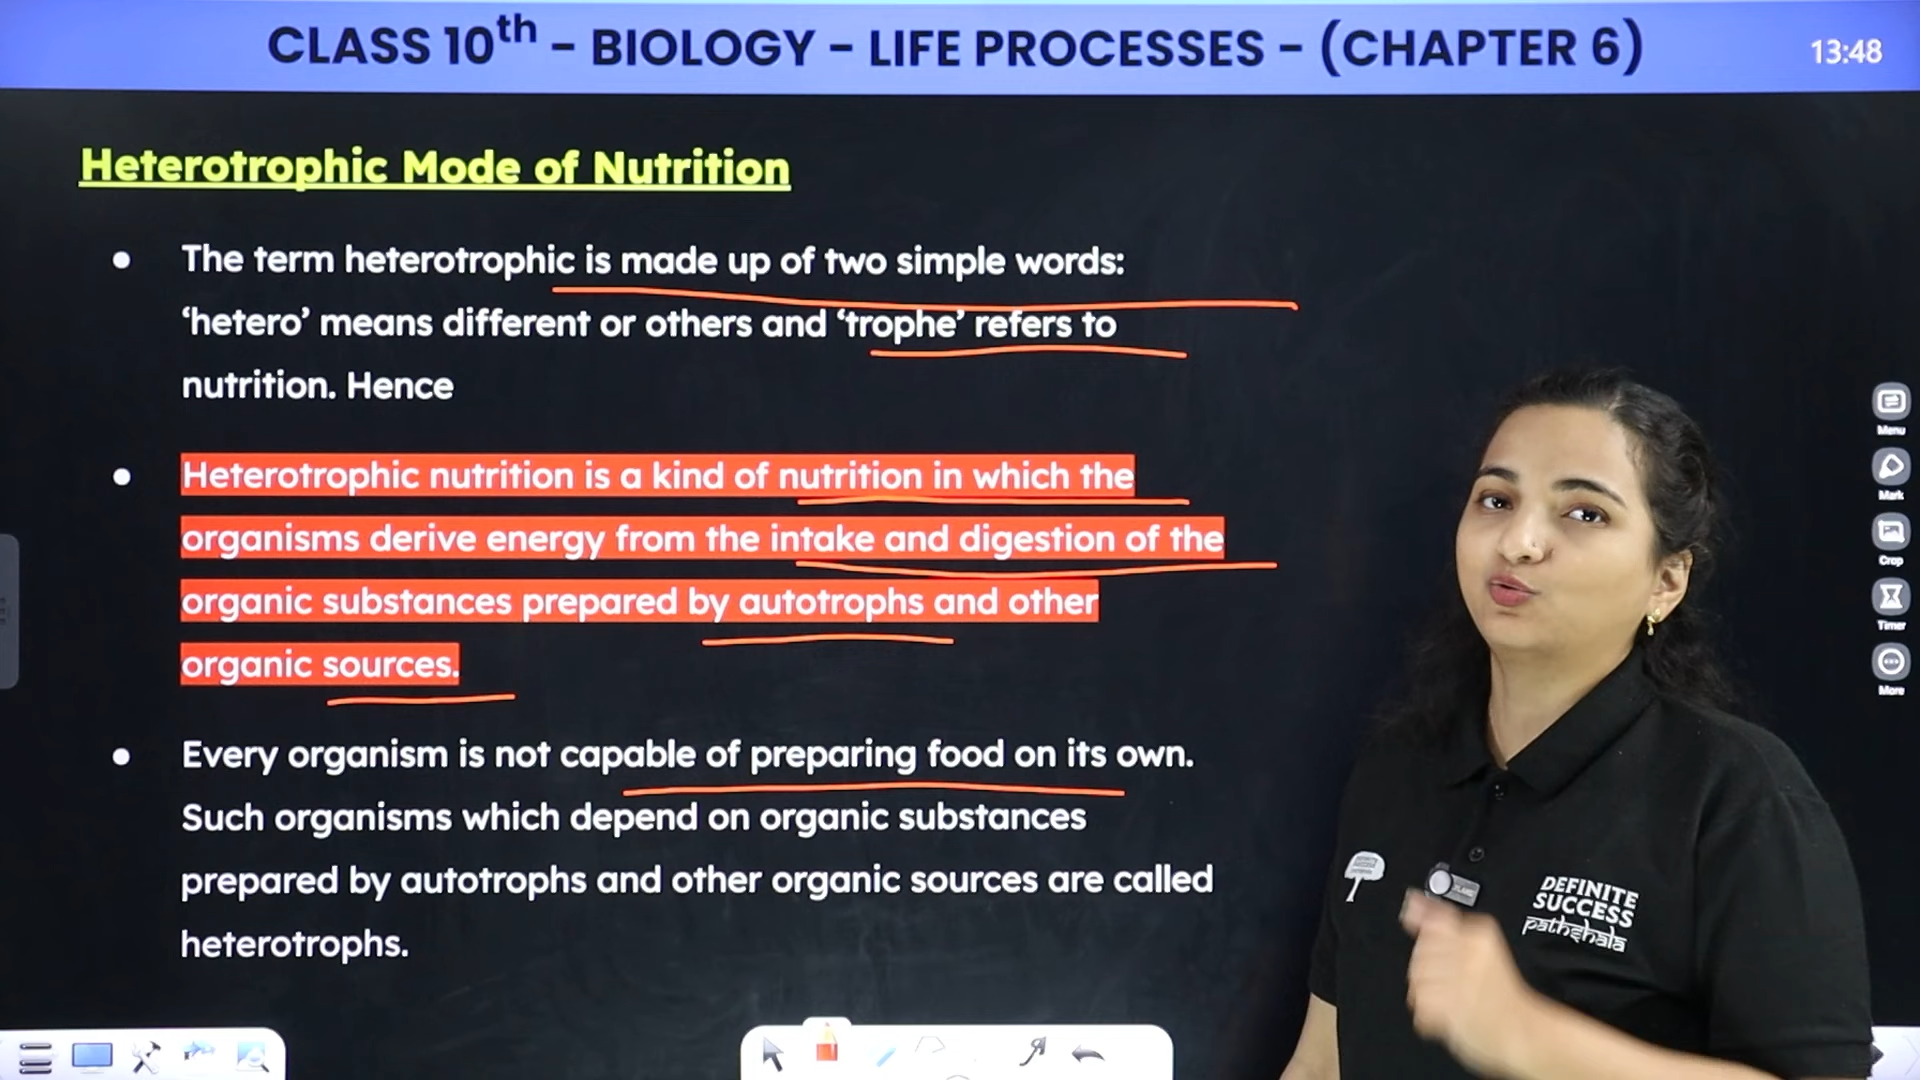 CLASS 10th - BIOLOGY - LIFE PROCESSES - (CHAPTER 6)
13:48
Heterotrophic Mode of Nutrition
● The term heterotrophic is made up of two simple words:
‘hetero’ means different or others and ‘trophe’ refers to
nutrition. Hence
● Heterotrophic nutrition is a kind of nutrition in which the
organisms derive energy from the intake and digestion of the
organic substances prepared by autotrophs and other
organic sources.
● Every organism is not capable of preparing food on its own.
Such organisms which depend on organic substances
prepared by autotrophs and other organic sources are called
heterotrophs.
Menu
Mark
Crop
Timer
More
DEFINITE
SUCCESS
pathshala